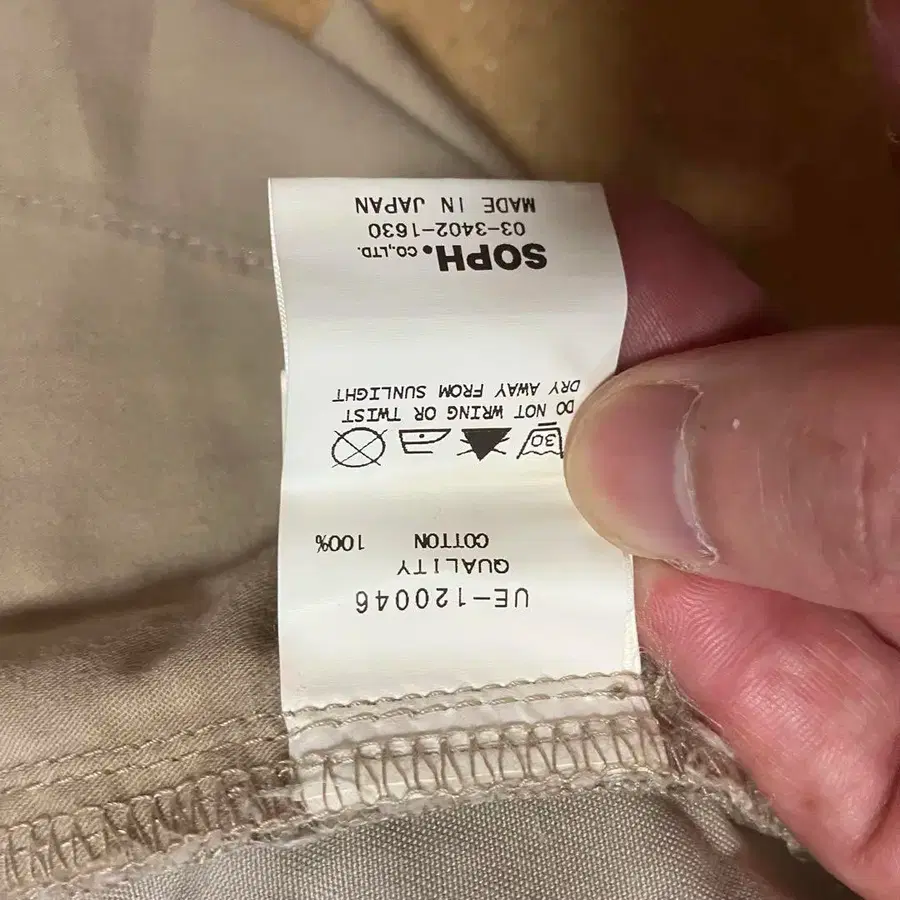 UE-120046
QUALITY
COTTON 100%
30
DO NOT WRING OR TWIST
DRY AWAY FROM SUNLIGHT
SOPH. CO.,LTD.
03-3402-1630
MADE IN JAPAN